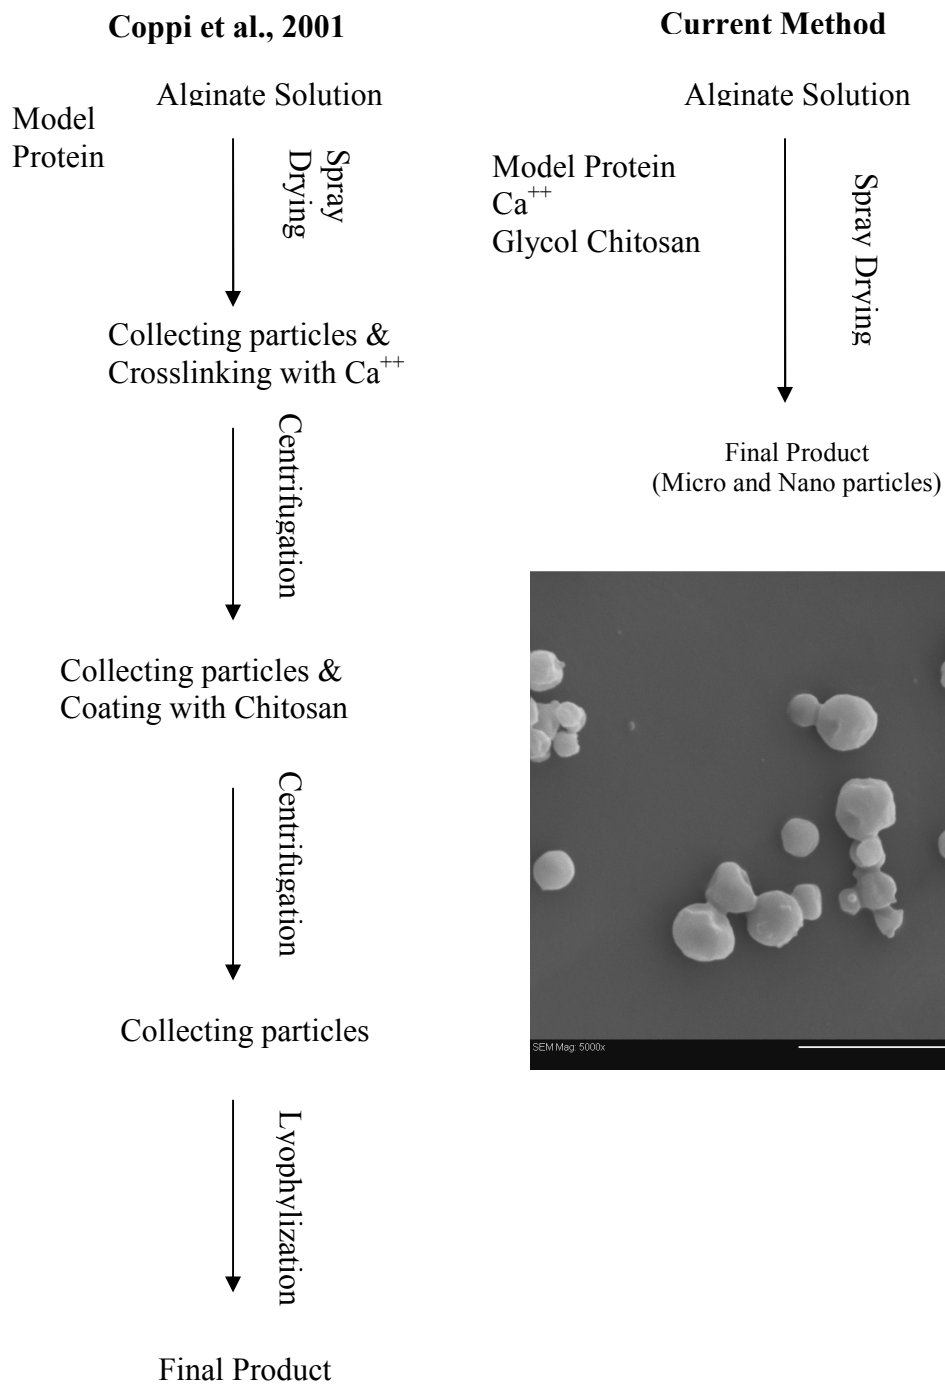 Coppi et al., 2001
Alginate Solution
Model
Protein
Spray
Drying
Collecting particles &
Crosslinking with Ca++
Centrifugation
Collecting particles &
Coating with Chitosan
Centrifugation
Collecting particles
Lyophylization
Final Product
Current Method
Alginate Solution
Model Protein
Ca++
Glycol Chitosan
Spray Drying
Final Product
(Micro and Nano particles)
SEM Mag: 5000x